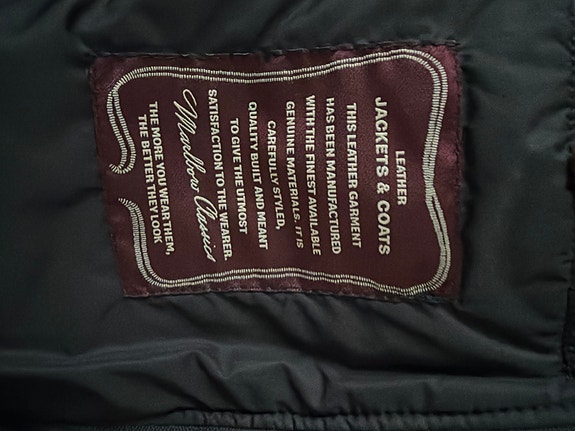 LEATHER
JACKETS & COATS
THIS LEATHER GARMENT
HAS BEEN MANUFACTURED
WITH THE FINEST AVAILABLE
GENUINE MATERIALS. IT IS
CAREFULLY STYLED,
QUALITY BUILT AND MEANT
TO GIVE THE UTMOST
SATISFACTION TO THE WEARER.
Marlboro Classics
THE MORE YOU WEAR THEM,
THE BETTER THEY LOOK